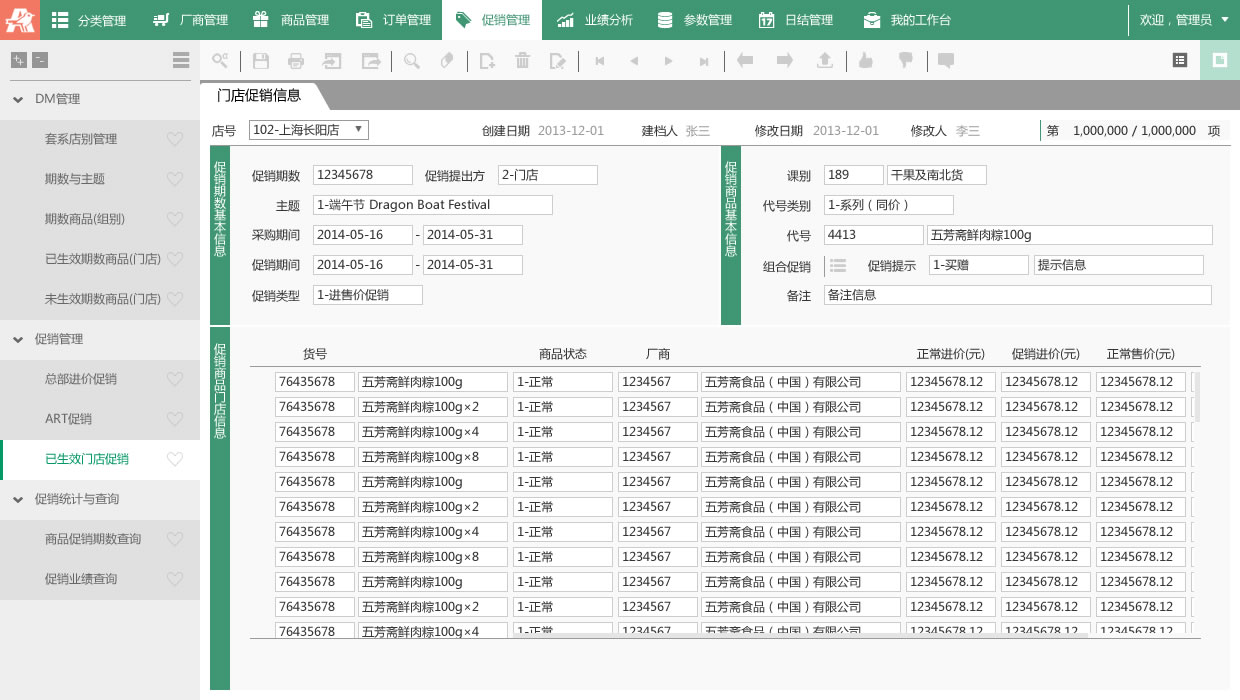 分类管理 厂商管理 商品管理 订单管理 促销管理 业绩分析 参数管理 日结管理 我的工作台 欢迎，管理员
DM管理
套系店别管理
期数与主题
期数商品(组别)
已生效期数商品(门店)
未生效期数商品(门店)
促销管理
总部进价促销
ART促销
已生效门店促销
促销统计与查询
商品促销期数查询
促销业绩查询
门店促销信息
店号 102-上海长阳店 创建日期 2013-12-01 建档人 张三 修改日期 2013-12-01 修改人 李三 第 1,000,000 / 1,000,000 项
促销期数基本信息
促销期数 12345678 促销提出方 2-门店
主题 1-端午节 Dragon Boat Festival
采购期间 2014-05-16 - 2014-05-31
促销期间 2014-05-16 - 2014-05-31
促销类型 1-进售价促销
促销商品基本信息
课别 189 干果及南北货
代号类别 1-系列（同价）
代号 4413 五芳斋鲜肉粽100g
组合促销 促销提示 1-买赠 提示信息
备注 备注信息
促销商品门店信息
货号 商品状态 厂商 正常进价(元) 促销进价(元) 正常售价(元)
76435678 五芳斋鲜肉粽100g 1-正常 1234567 五芳斋食品（中国）有限公司 12345678.12 12345678.12 12345678.12
76435678 五芳斋鲜肉粽100g×2 1-正常 1234567 五芳斋食品（中国）有限公司 12345678.12 12345678.12 12345678.12
76435678 五芳斋鲜肉粽100g×4 1-正常 1234567 五芳斋食品（中国）有限公司 12345678.12 12345678.12 12345678.12
76435678 五芳斋鲜肉粽100g×8 1-正常 1234567 五芳斋食品（中国）有限公司 12345678.12 12345678.12 12345678.12
76435678 五芳斋鲜肉粽100g 1-正常 1234567 五芳斋食品（中国）有限公司 12345678.12 12345678.12 12345678.12
76435678 五芳斋鲜肉粽100g×2 1-正常 1234567 五芳斋食品（中国）有限公司 12345678.12 12345678.12 12345678.12
76435678 五芳斋鲜肉粽100g×4 1-正常 1234567 五芳斋食品（中国）有限公司 12345678.12 12345678.12 12345678.12
76435678 五芳斋鲜肉粽100g×8 1-正常 1234567 五芳斋食品（中国）有限公司 12345678.12 12345678.12 12345678.12
76435678 五芳斋鲜肉粽100g 1-正常 1234567 五芳斋食品（中国）有限公司 12345678.12 12345678.12 12345678.12
76435678 五芳斋鲜肉粽100g×2 1-正常 1234567 五芳斋食品（中国）有限公司 12345678.12 12345678.12 12345678.12
76435678 五芳斋鲜肉粽100g×4 1-正常 1234567 五芳斋食品（中国）有限公司 12345678.12 12345678.12 12345678.12